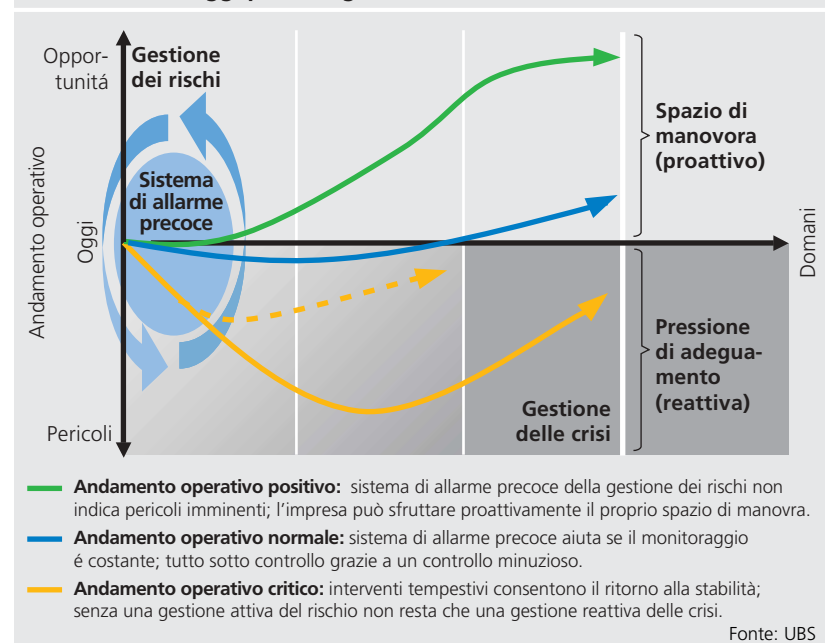 Oppor-
tunitá
Gestione
dei rischi
Sistema
di allarme
precoce
Andamento operativo
Oggi
Pericoli
Spazio di
manovora
(proattivo)
Domani
Pressione
di adegua-
mento
(reattiva)
Gestione
delle crisi
Andamento operativo positivo: sistema di allarme precoce della gestione dei rischi non
indica pericoli imminenti; l’impresa può sfruttare proattivamente il proprio spazio di manovra.
Andamento operativo normale: sistema di allarme precoce aiuta se il monitoraggio
é costante; tutto sotto controllo grazie a un controllo minuzioso.
Andamento operativo critico: interventi tempestivi consentono il ritorno alla stabilità;
senza una gestione attiva del rischio non resta che una gestione reattiva delle crisi.
Fonte: UBS